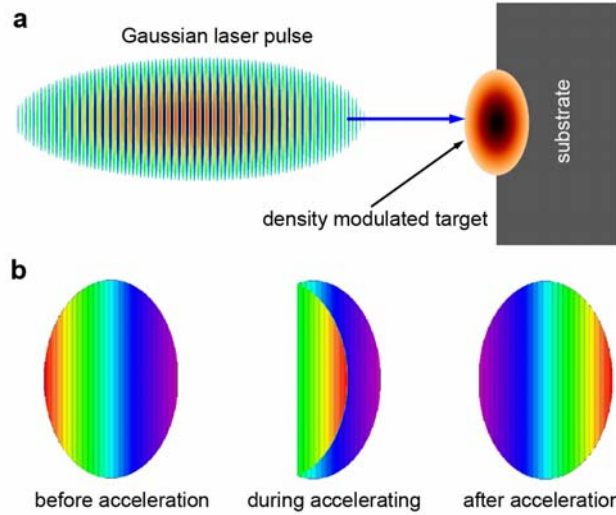 a
Gaussian laser pulse
substrate
density modulated target
b
before acceleration
during accelerating
after acceleration